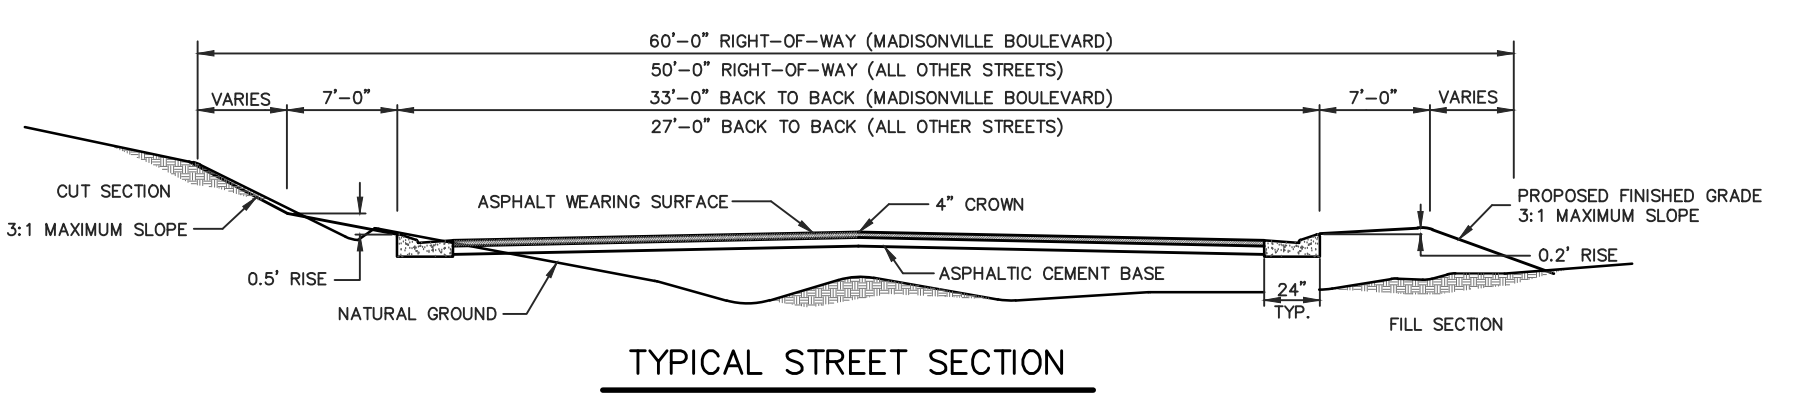 60'-0" RIGHT-OF-WAY (MADISONVILLE BOULEVARD)
50'-0" RIGHT-OF-WAY (ALL OTHER STREETS)
VARIES
7'-0"
33'-0" BACK TO BACK (MADISONVILLE BOULEVARD)
7'-0"
VARIES
27'-0" BACK TO BACK (ALL OTHER STREETS)
CUT SECTION
3:1 MAXIMUM SLOPE
ASPHALT WEARING SURFACE
4" CROWN
PROPOSED FINISHED GRADE
3:1 MAXIMUM SLOPE
0.5' RISE
ASPHALTIC CEMENT BASE
0.2' RISE
NATURAL GROUND
24"
TYP.
FILL SECTION
TYPICAL STREET SECTION